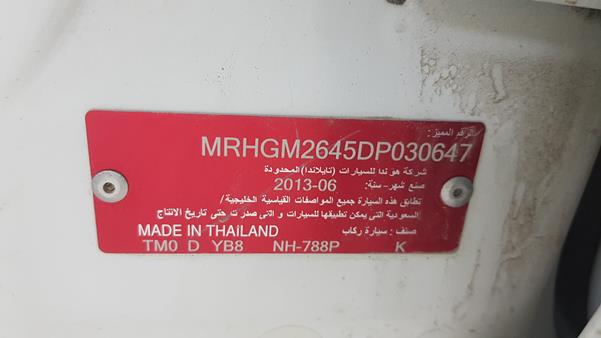 الرقم المميز :
MRHGM2645DP030647
شركة هوندا للسيارات (تايلاندا) المحدودة
صنع شهر-سنة: 2013-06
تطابق هذه السيارة جميع المواصفات القياسية الخليجية/
السعودية التى يمكن تطبيقها للسيارات و التى صدرت حتى تاريخ الانتاج
صنف : سيارة ركاب MADE IN THAILAND
TM0 D YB8 NH-788P K